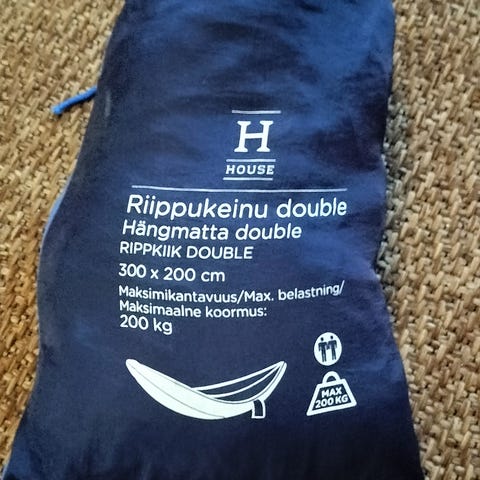 H
HOUSE
Riippukeinu double
Hängmatta double
RIPPKIIK DOUBLE
300 x 200 cm
Maksimikantavuus/Max. belastning/
Maksimaalne koormus:
200 kg
MAX
200 KG